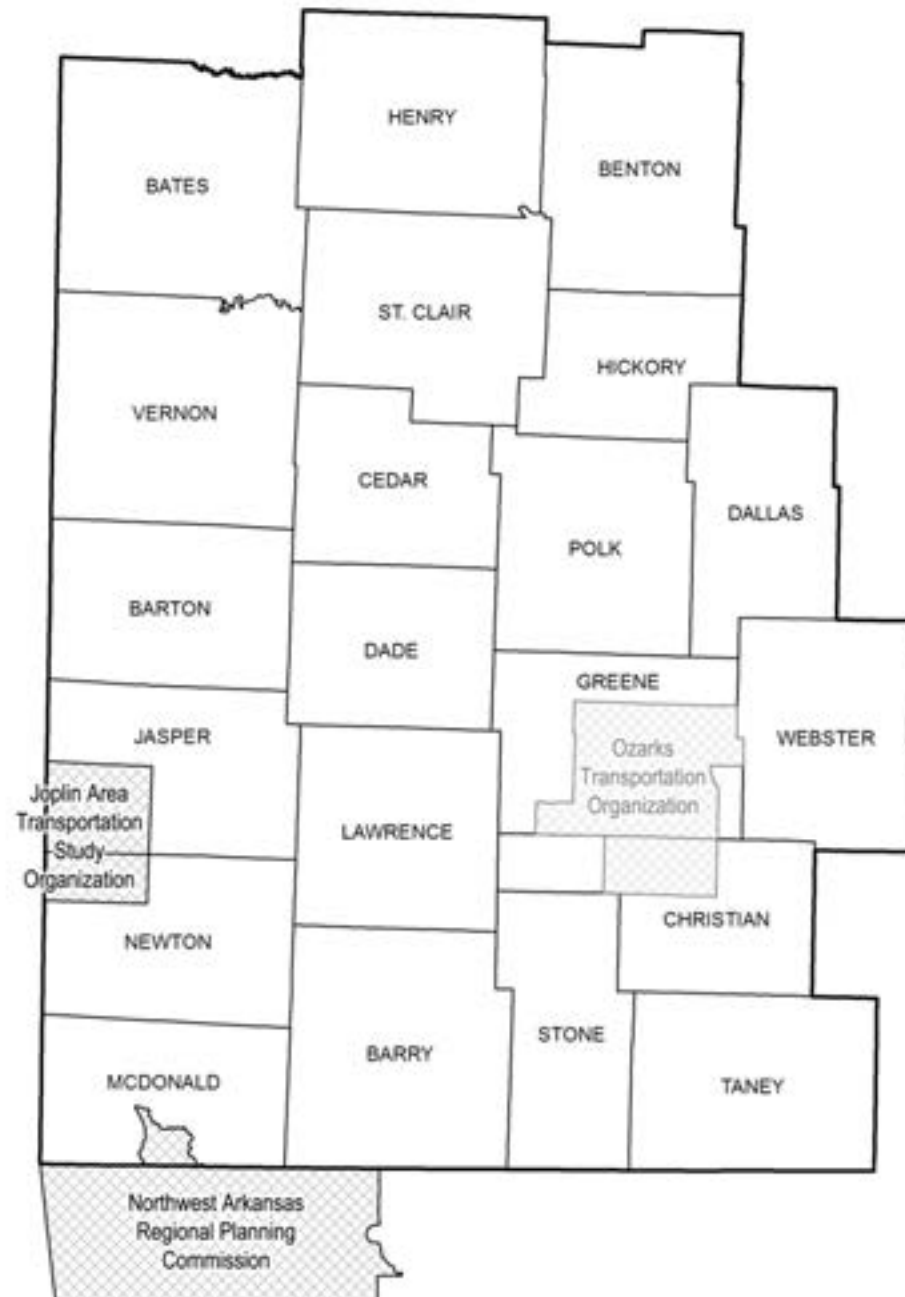 HENRY
BENTON
BATES
ST. CLAIR
HICKORY
VERNON
CEDAR
DALLAS
POLK
BARTON
DADE
GREENE
JASPER
WEBSTER
Ozarks
Transportation
Organization
Joplin Area
Transportation
Study
Organization
LAWRENCE
CHRISTIAN
NEWTON
STONE
BARRY
MCDONALD
TANEY
Northwest Arkansas
Regional Planning
Commission